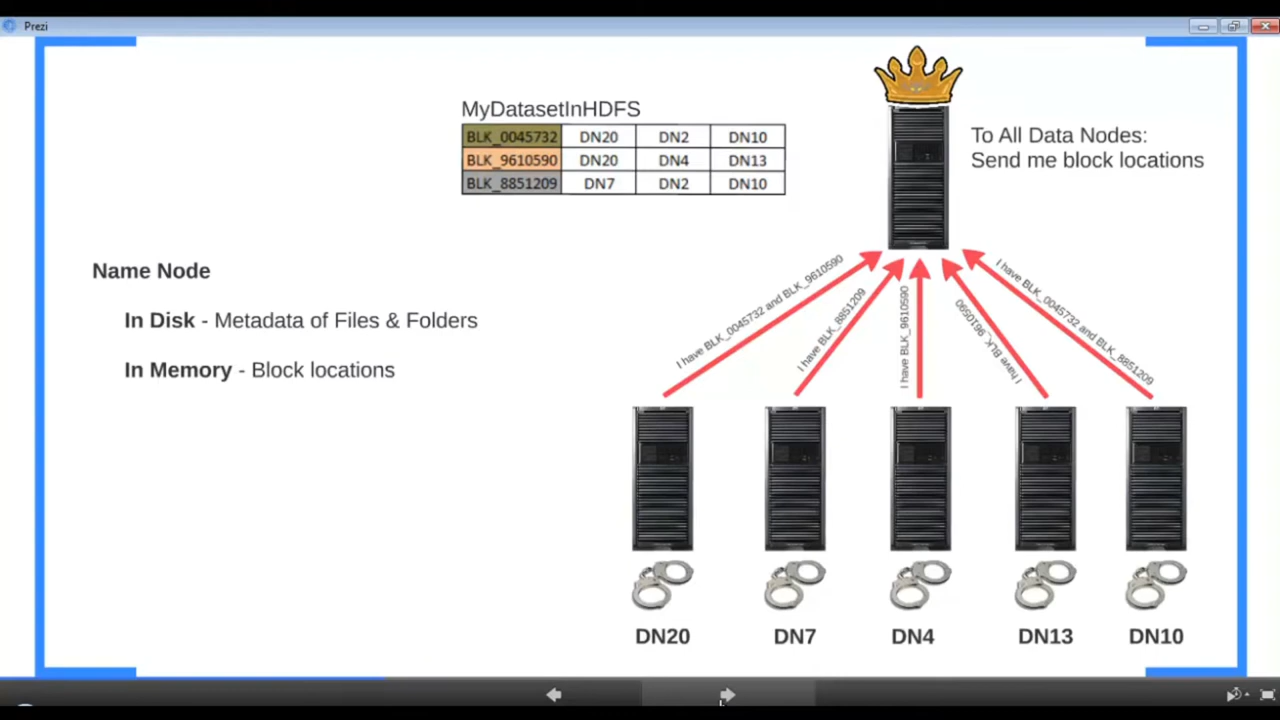 Prezi
MyDatasetInHDFS
BLK_0045732 DN20 DN2 DN10
BLK_9610590 DN20 DN4 DN13
BLK_8851209 DN7 DN2 DN10
To All Data Nodes:
Send me block locations
Name Node
In Disk - Metadata of Files & Folders
In Memory - Block locations
I have BLK_0045732 and BLK_9610590
I have BLK_8851209
I have BLK_9610590
I have BLK_9610590
I have BLK_0045732 and BLK_8851209
DN20 DN7 DN4 DN13 DN10